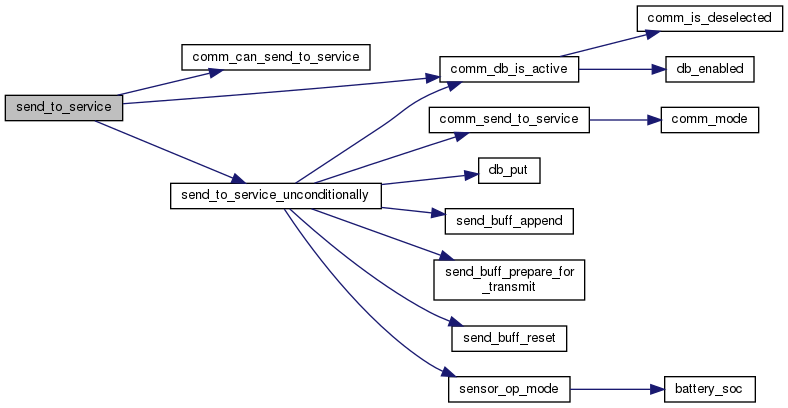 comm_is_deselected
comm_can_send_to_service
comm_db_is_active
db_enabled
send_to_service
comm_send_to_service
comm_mode
db_put
send_to_service_unconditionally
send_buff_append
send_buff_prepare_for
_transmit
send_buff_reset
sensor_op_mode
battery_soc